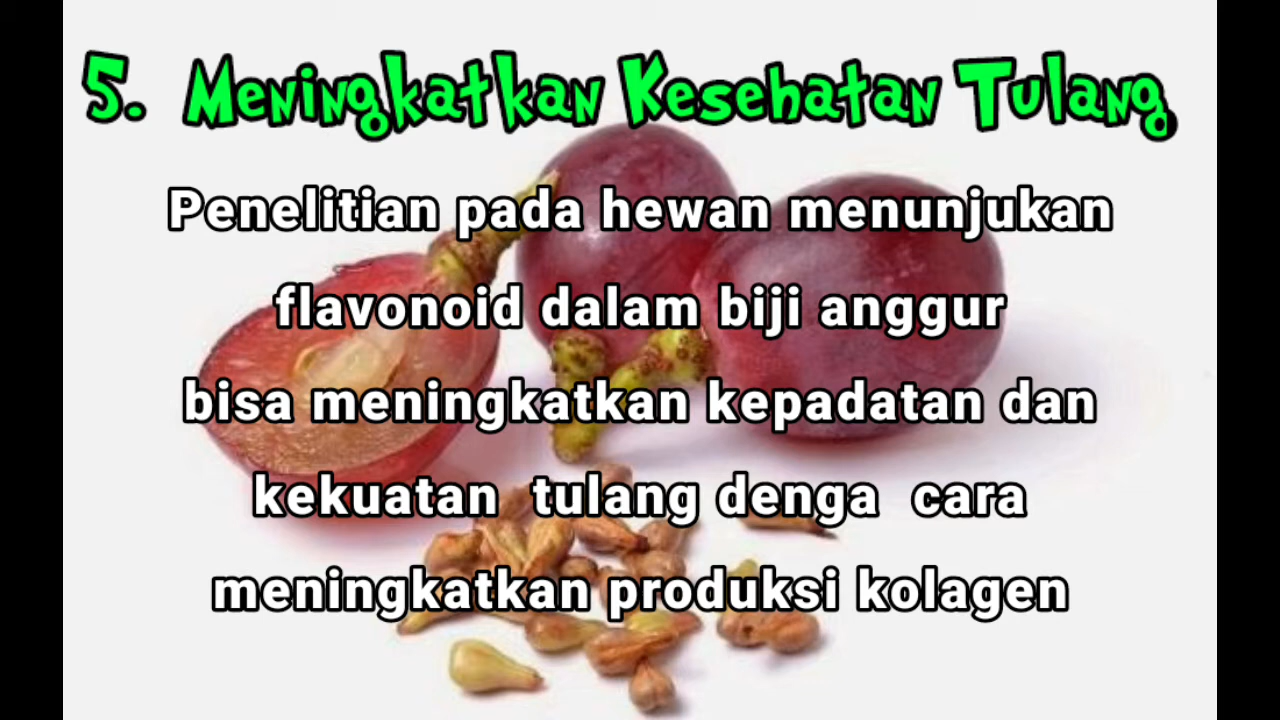 5. Meningkatkan Kesehatan Tulang
Penelitian pada hewan menunjukan
flavonoid dalam biji anggur
bisa meningkatkan kepadatan dan
kekuatan tulang denga cara
meningkatkan produksi kolagen